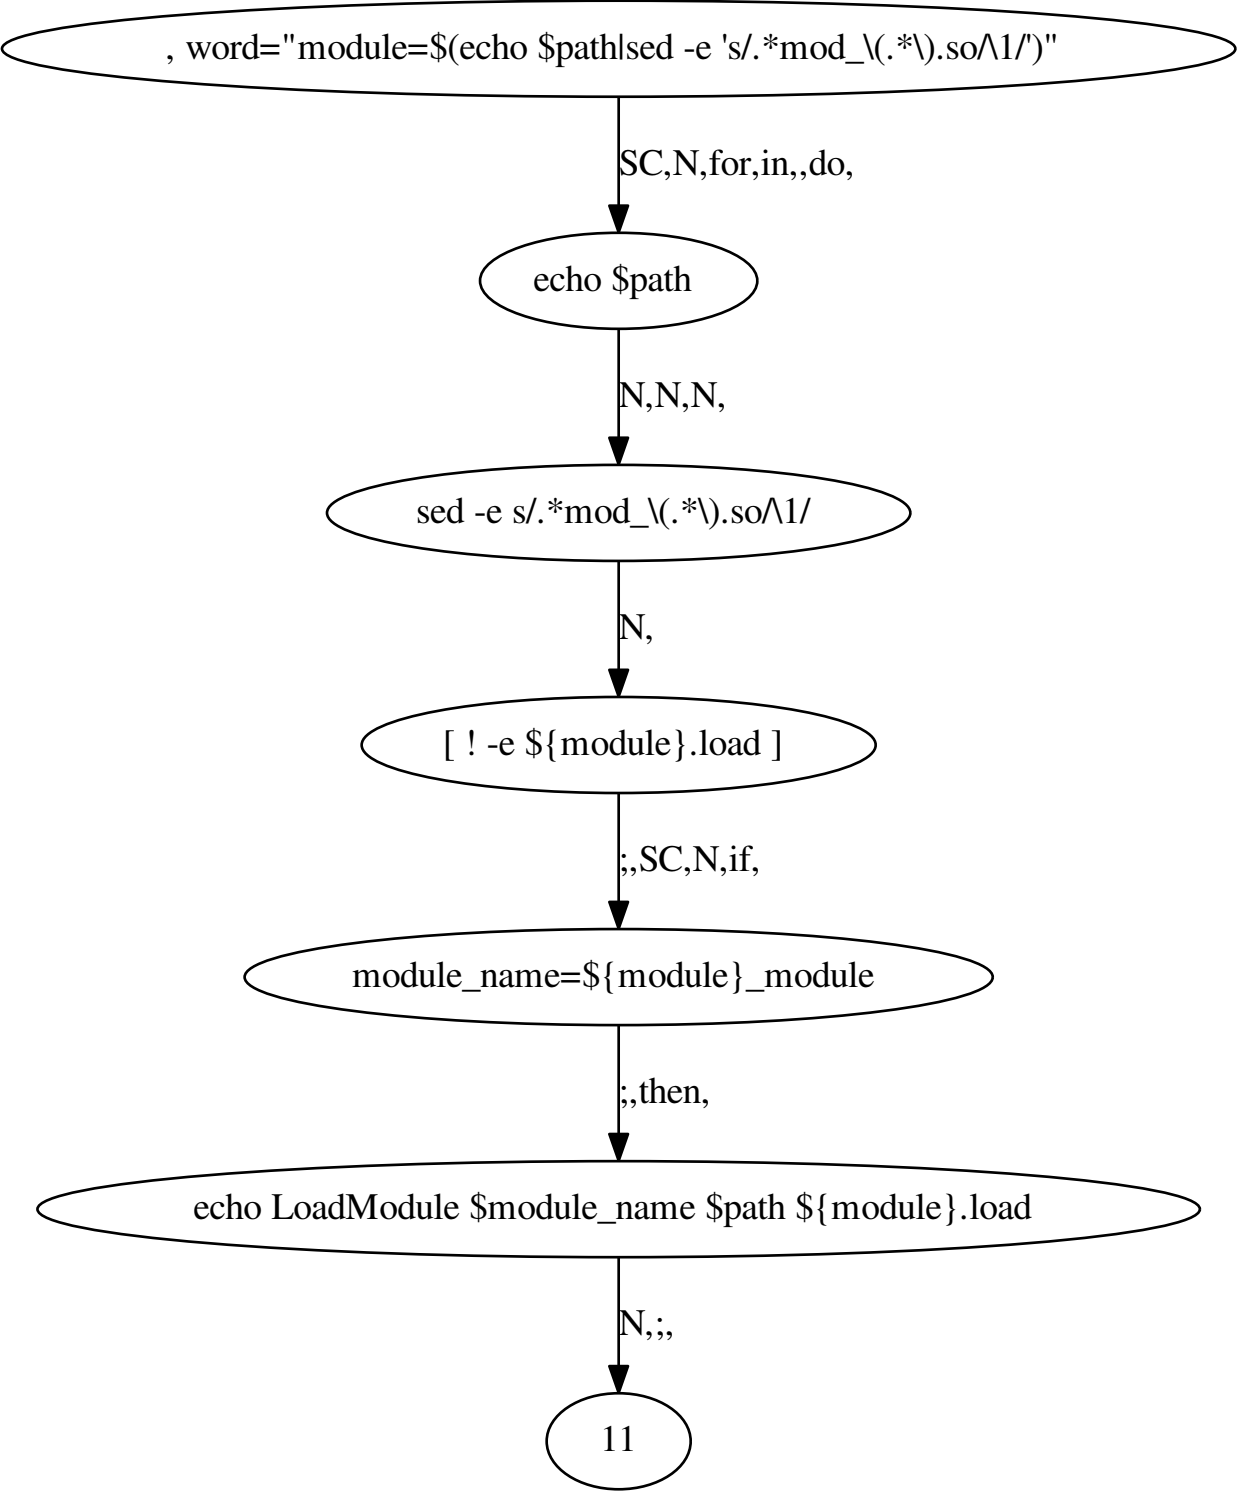 , word="module=$(echo $path|sed -e 's/.*mod_\(.*\).so/\1/')"
SC,N,for,in,,do,
echo $path
N,N,N,
sed -e s/.*mod_\(.*\).so/\1/
N,
[ ! -e ${module}.load ]
;,SC,N,if,
module_name=${module}_module
;,then,
echo LoadModule $module_name $path ${module}.load
N,;,
11